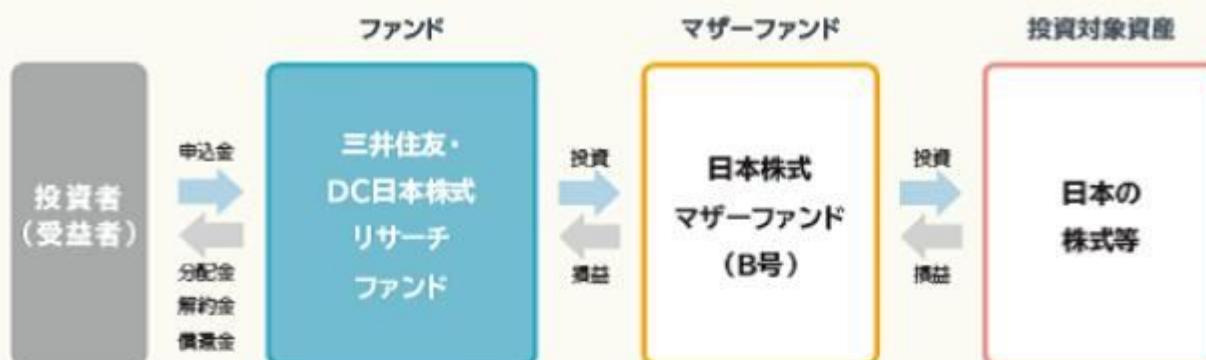 ファンド
マザーファンド
投資対象資産
投資者
（受益者）
申込金
分配金
解約金
償還金
三井住友・
DC日本株式
リサーチ
ファンド
投資
損益
日本株式
マザーファンド
（B号）
投資
損益
日本の
株式等